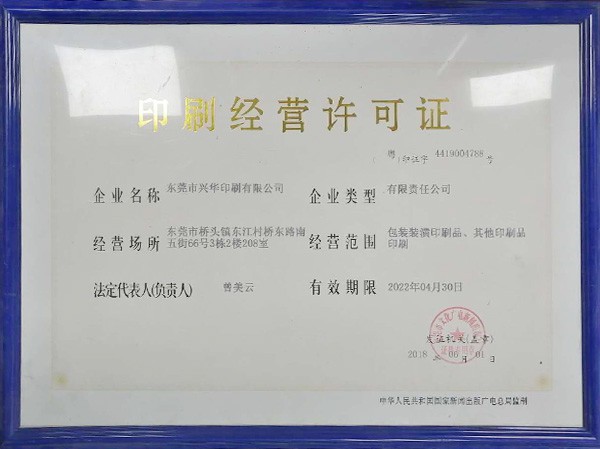 印刷经营许可证
(粤)印证字 4419004788 号
企业名称 东莞市兴华印刷有限公司
企业类型 有限责任公司
经营场所 东莞市桥头镇东江村桥东路南
五街66号3栋2楼208室
经营范围 包装装潢印刷品、其他印刷品
印刷
法定代表人(负责人) 曾美云
有效期限 2022年04月30日
发证机关(盖章)
2018 年 06 月 01 日
中华人民共和国国家新闻出版广电总局监制